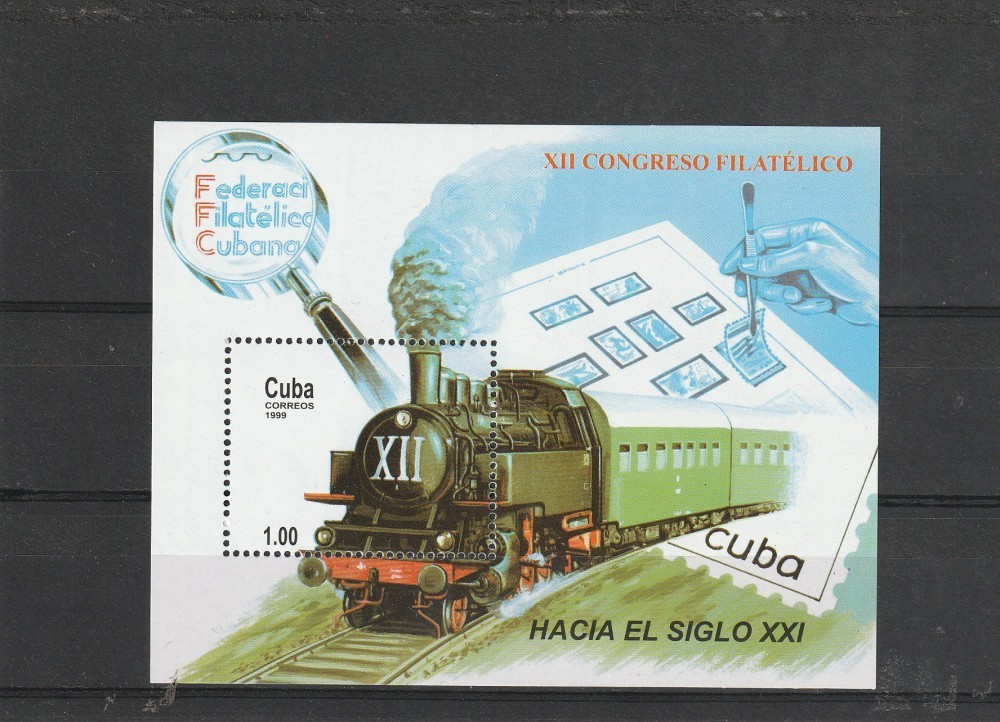 XII CONGRESO FILATÉLICO
Federaci
Filatélica
Cubana
Cuba
CORREOS
1999
XII
1.00
cuba
HACIA EL SIGLO XXI